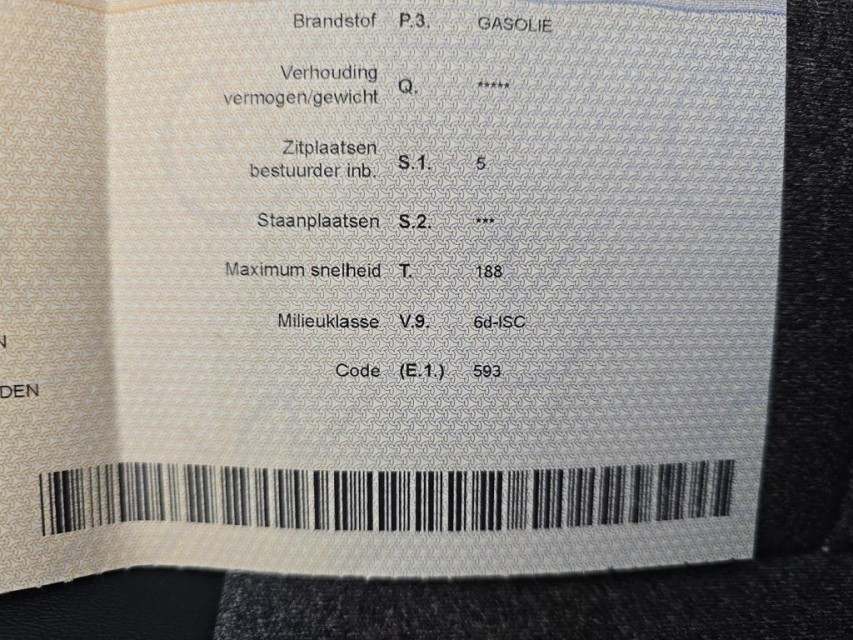 Brandstof P.3. GASOLIE
Verhouding
vermogen/gewicht Q. *****
Zitplaatsen
bestuurder inb. S.1. 5
Staanplaatsen S.2. ***
Maximum snelheid T. 188
Milieuklasse V.9. 6d-ISC
N
Code (E.1.) 593
DEN